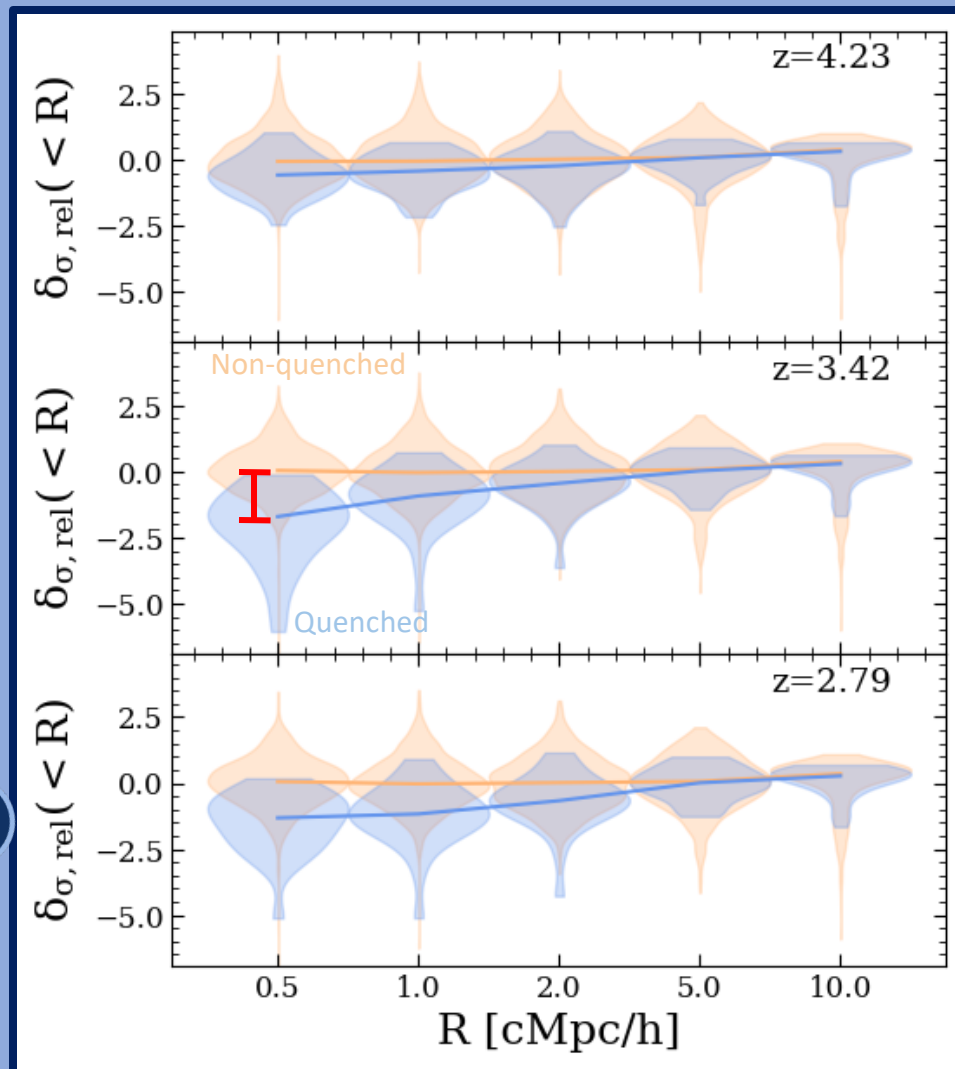 z=4.23
δσ, rel( < R)
2.5
0.0
−2.5
−5.0
Non-quenched
z=3.42
δσ, rel( < R)
2.5
0.0
−2.5
−5.0
Quenched
z=2.79
δσ, rel( < R)
2.5
0.0
−2.5
−5.0
0.5 1.0 2.0 5.0 10.0
R [cMpc/h]